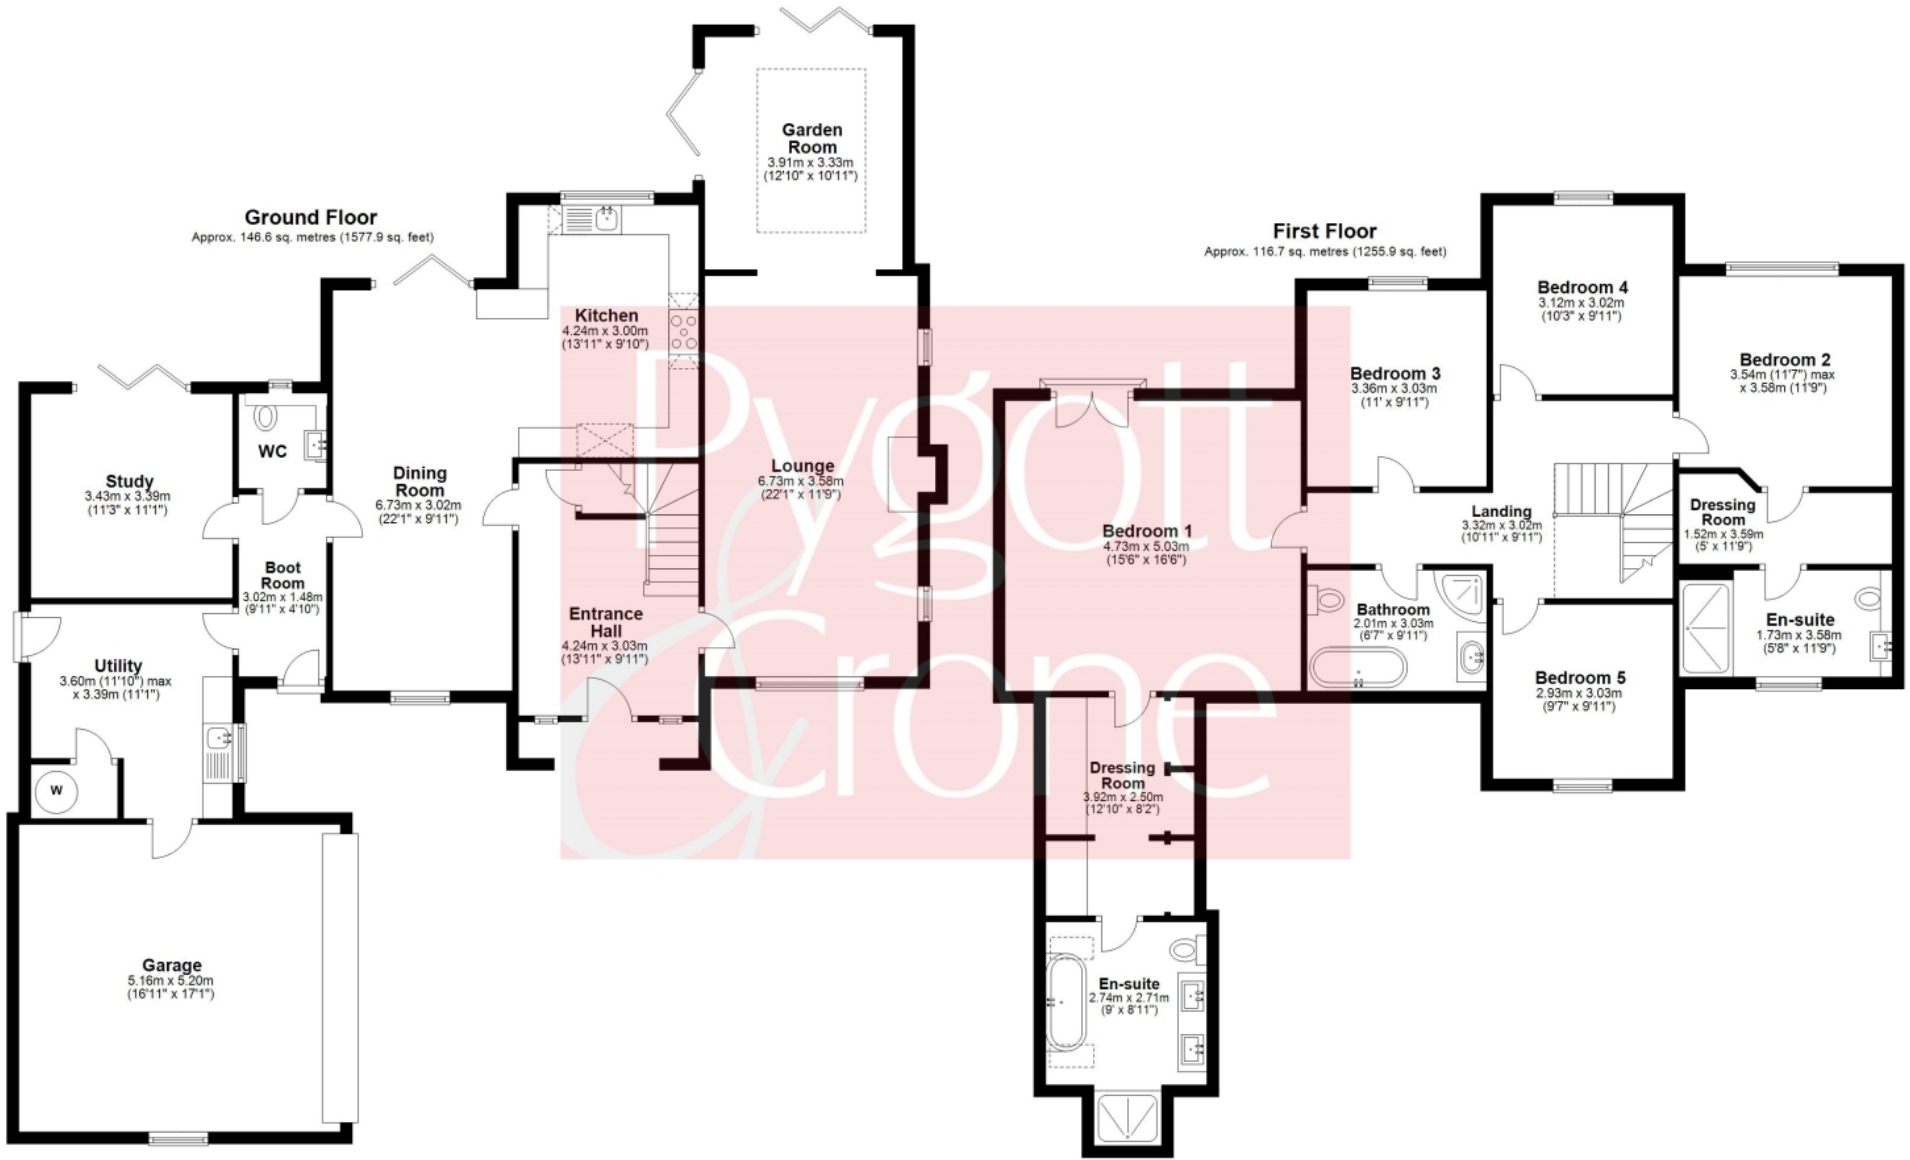 Ground Floor
Approx. 146.6 sq. metres (1577.9 sq. feet)
Garden
Room
3.91m x 3.33m
(12'10" x 10'11")
Kitchen
4.24m x 3.00m
(13'11" x 9'10")
Study
3.43m x 3.39m
(11'3" x 11'1")
WC
Dining
Room
6.73m x 3.02m
(22'1" x 9'11")
Lounge
6.73m x 3.58m
(22'1" x 11'9")
Boot
Room
3.02m x 1.48m
(9'11" x 4'10")
Entrance
Hall
4.24m x 3.03m
(13'11" x 9'11")
Utility
3.60m (11'10") max
x 3.39m (11'1")
W
Garage
5.16m x 5.20m
(16'11" x 17'1")
First Floor
Approx. 116.7 sq. metres (1255.9 sq. feet)
Bedroom 4
3.12m x 3.02m
(10'3" x 9'11")
Bedroom 3
3.36m x 3.03m
(11' x 9'11")
Bedroom 2
3.54m (11'7") max
x 3.58m (11'9")
Bedroom 1
4.73m x 5.03m
(15'6" x 16'6")
Landing
3.32m x 3.02m
(10'11" x 9'11")
Dressing
Room
1.52m x 3.59m
(5' x 11'9")
Bathroom
2.01m x 3.03m
(6'7" x 9'11")
En-suite
1.73m x 3.58m
(5'8" x 11'9")
Bedroom 5
2.93m x 3.03m
(9'7" x 9'11")
Dressing
Room
3.92m x 2.50m
(12'10" x 8'2")
En-suite
2.74m x 2.71m
(9' x 8'11")
Pygott
Crone